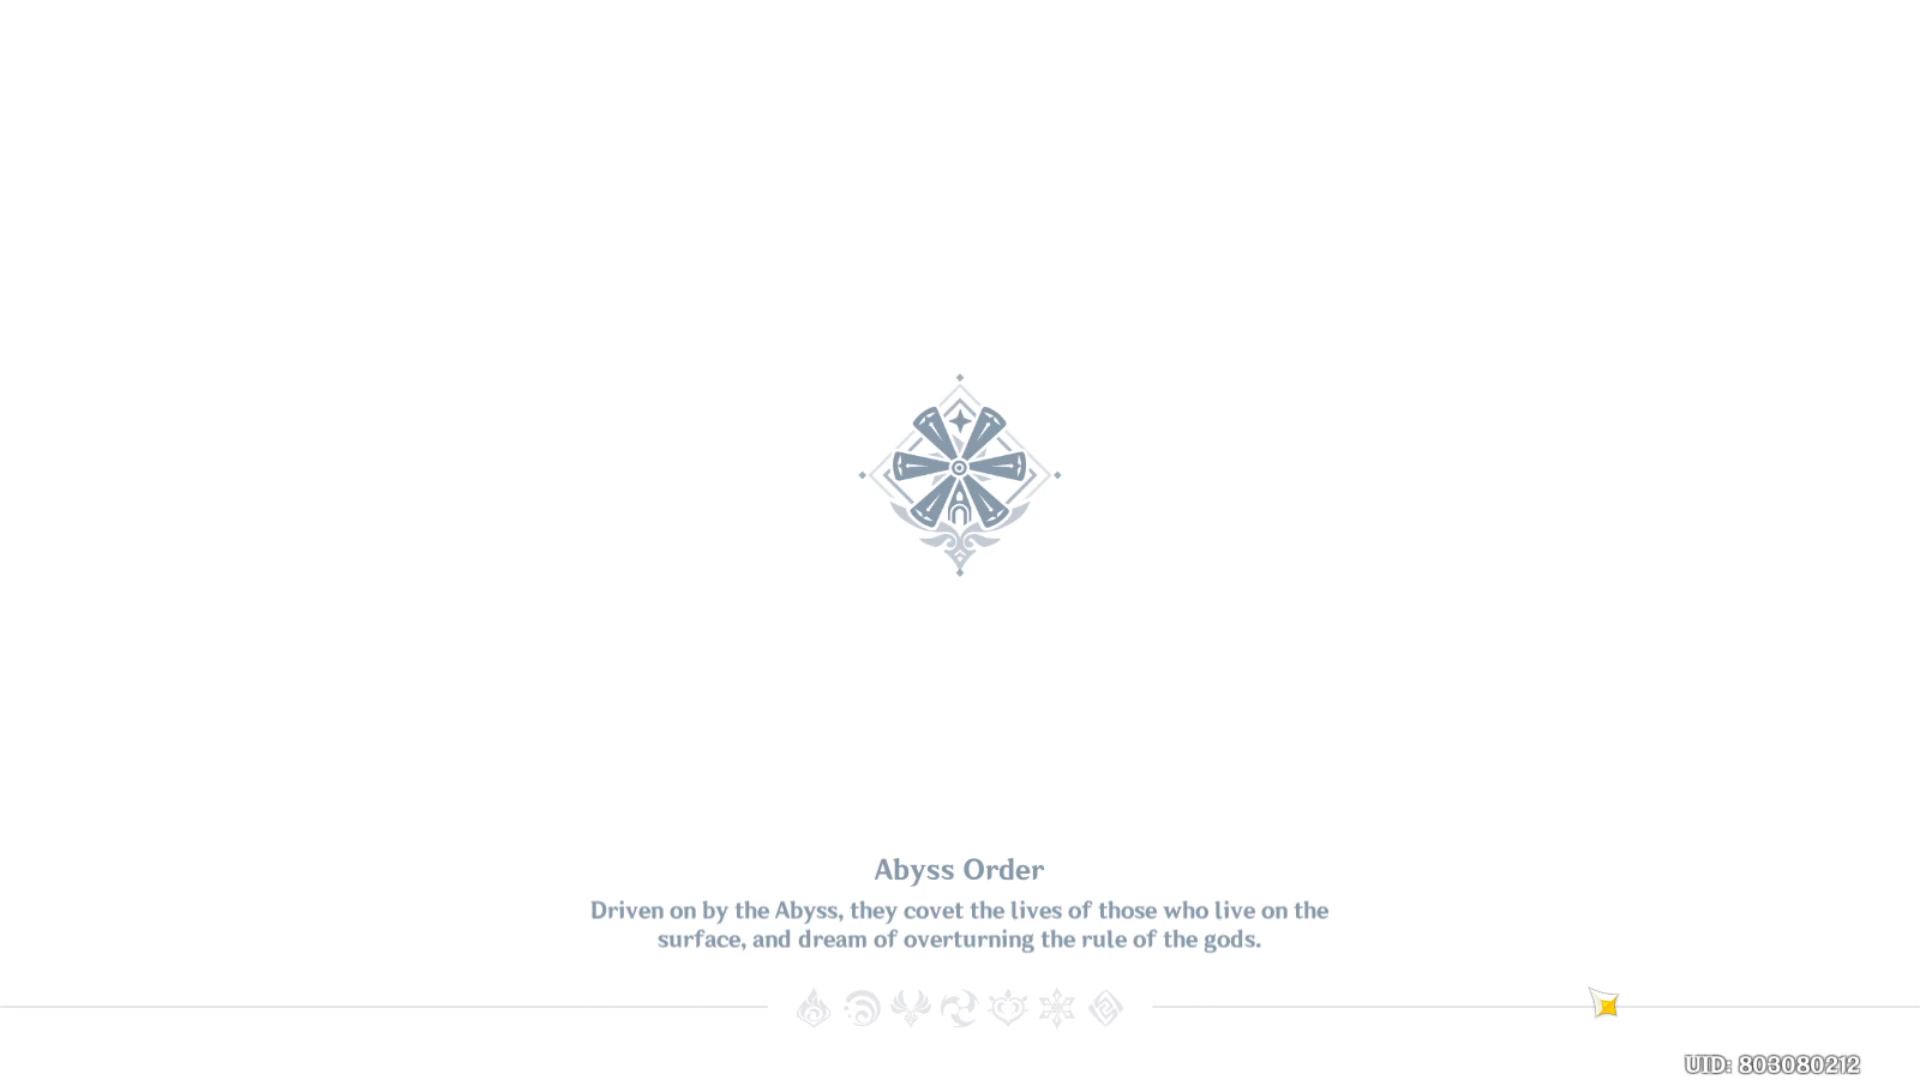 Abyss Order
Driven on by the Abyss, they covet the lives of those who live on the
surface, and dream of overturning the rule of the gods.
UID: 803080212